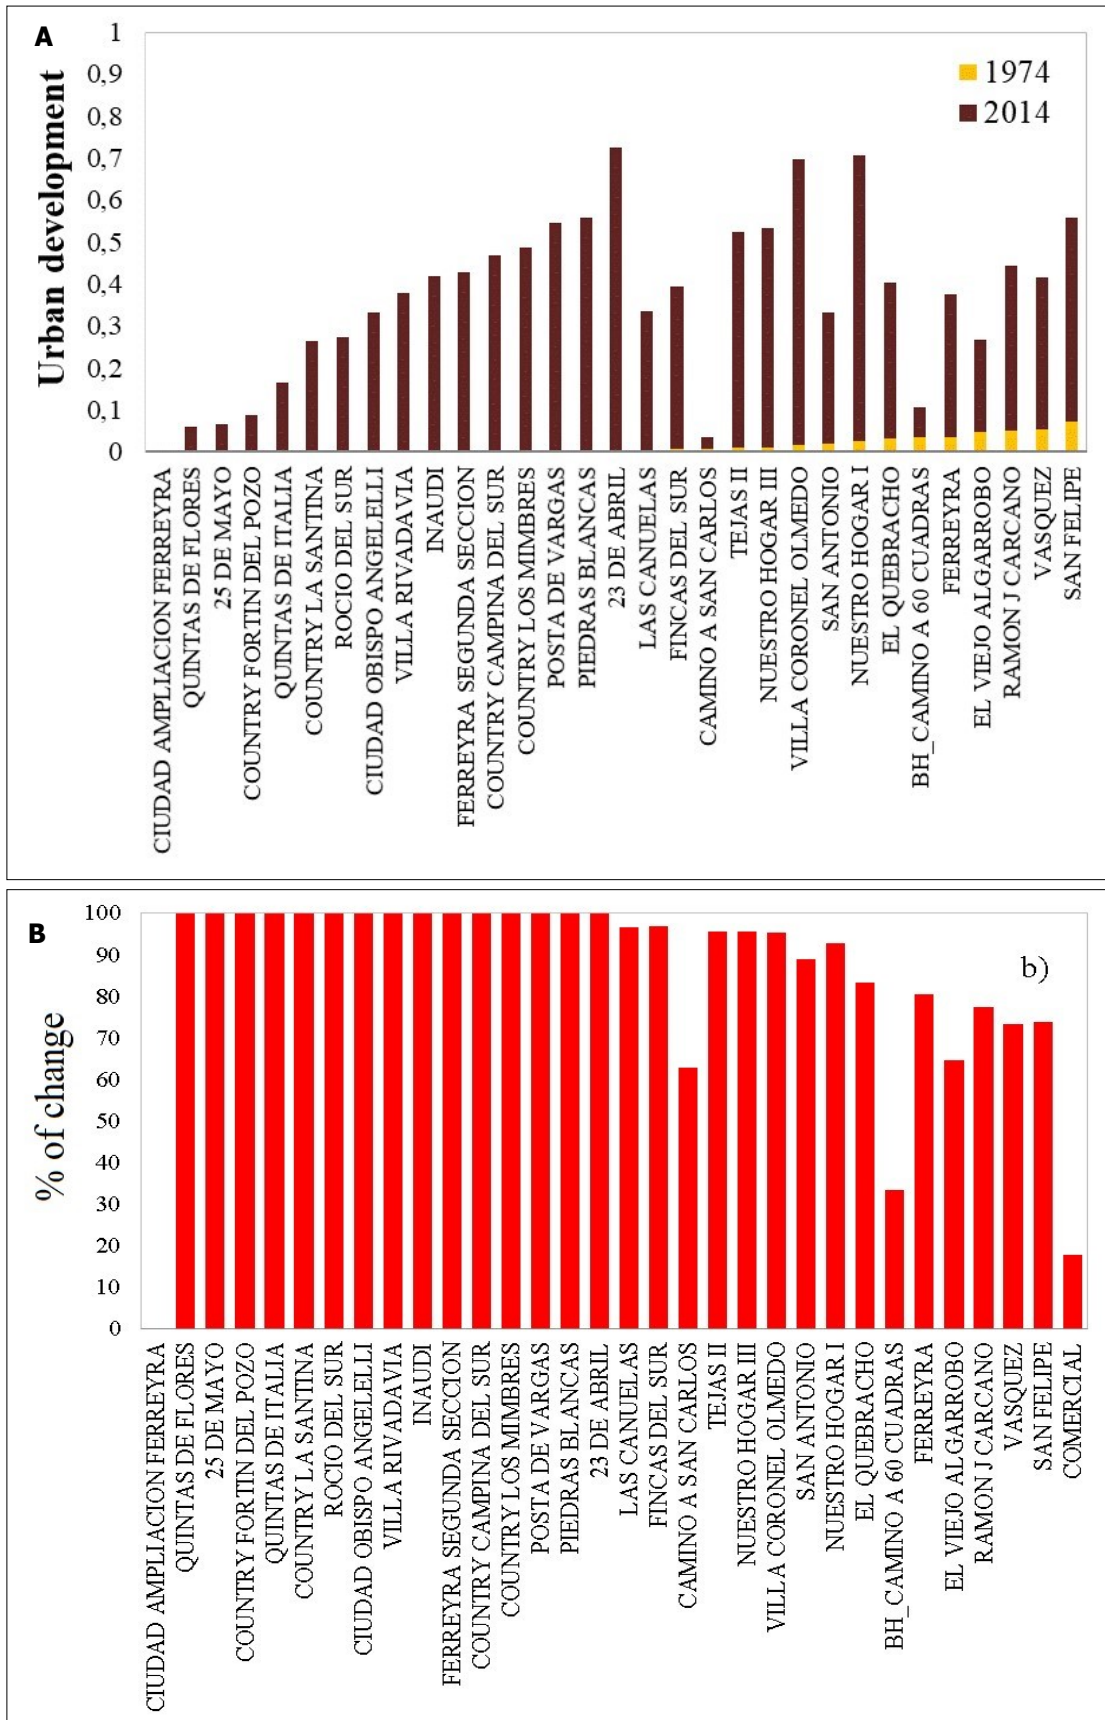 A
Urban development
1
0,9
0,8
0,7
0,6
0,5
0,4
0,3
0,2
0,1
0
1974
2014
CIUDAD AMPLIACION FERREYRA
QUINTAS DE FLORES
25 DE MAYO
COUNTRY FORTIN DEL POZO
QUINTAS DE ITALIA
COUNTRY LA SANTINA
ROCIO DEL SUR
CIUDAD OBISPO ANGELELLI
VILLA RIVADAVIA
INAUDI
FERREYRA SEGUNDA SECCION
COUNTRY CAMPINA DEL SUR
COUNTRY LOS MIMBRES
POSTA DE VARGAS
PIEDRAS BLANCAS
23 DE ABRIL
LAS CANUELAS
FINCAS DEL SUR
CAMINO A SAN CARLOS
TEJAS II
NUESTRO HOGAR III
VILLA CORONEL OLMEDO
SAN ANTONIO
NUESTRO HOGAR I
EL QUEBRACHO
BH_CAMINO A 60 CUADRAS
FERREYRA
EL VIEJO ALGARROBO
RAMON J CARCANO
VASQUEZ
SAN FELIPE
B
% of change
100
90
80
70
60
50
40
30
20
10
0
b)
CIUDAD AMPLIACION FERREYRA
QUINTAS DE FLORES
25 DE MAYO
COUNTRY FORTIN DEL POZO
QUINTAS DE ITALIA
COUNTRY LA SANTINA
ROCIO DEL SUR
CIUDAD OBISPO ANGELELLI
VILLA RIVADAVIA
INAUDI
FERREYRA SEGUNDA SECCION
COUNTRY CAMPINA DEL SUR
COUNTRY LOS MIMBRES
POSTA DE VARGAS
PIEDRAS BLANCAS
23 DE ABRIL
LAS CANUELAS
FINCAS DEL SUR
CAMINO A SAN CARLOS
TEJAS II
NUESTRO HOGAR III
VILLA CORONEL OLMEDO
SAN ANTONIO
NUESTRO HOGAR I
EL QUEBRACHO
BH_CAMINO A 60 CUADRAS
FERREYRA
EL VIEJO ALGARROBO
RAMON J CARCANO
VASQUEZ
SAN FELIPE
COMERCIAL